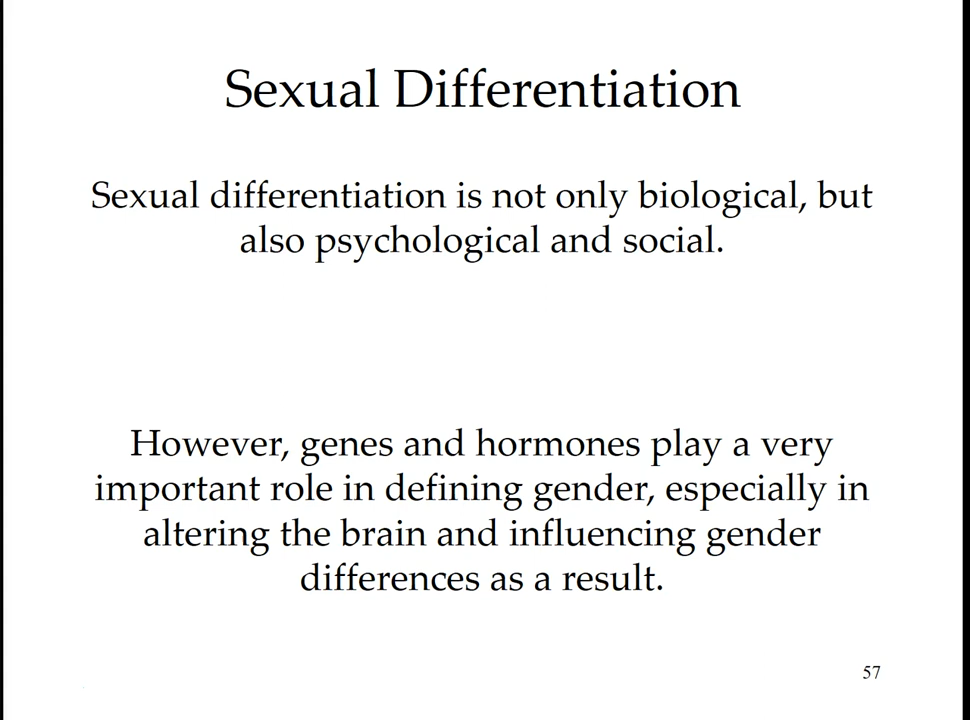 Sexual Differentiation
Sexual differentiation is not only biological, but
also psychological and social.
However, genes and hormones play a very
important role in defining gender, especially in
altering the brain and influencing gender
differences as a result.
57